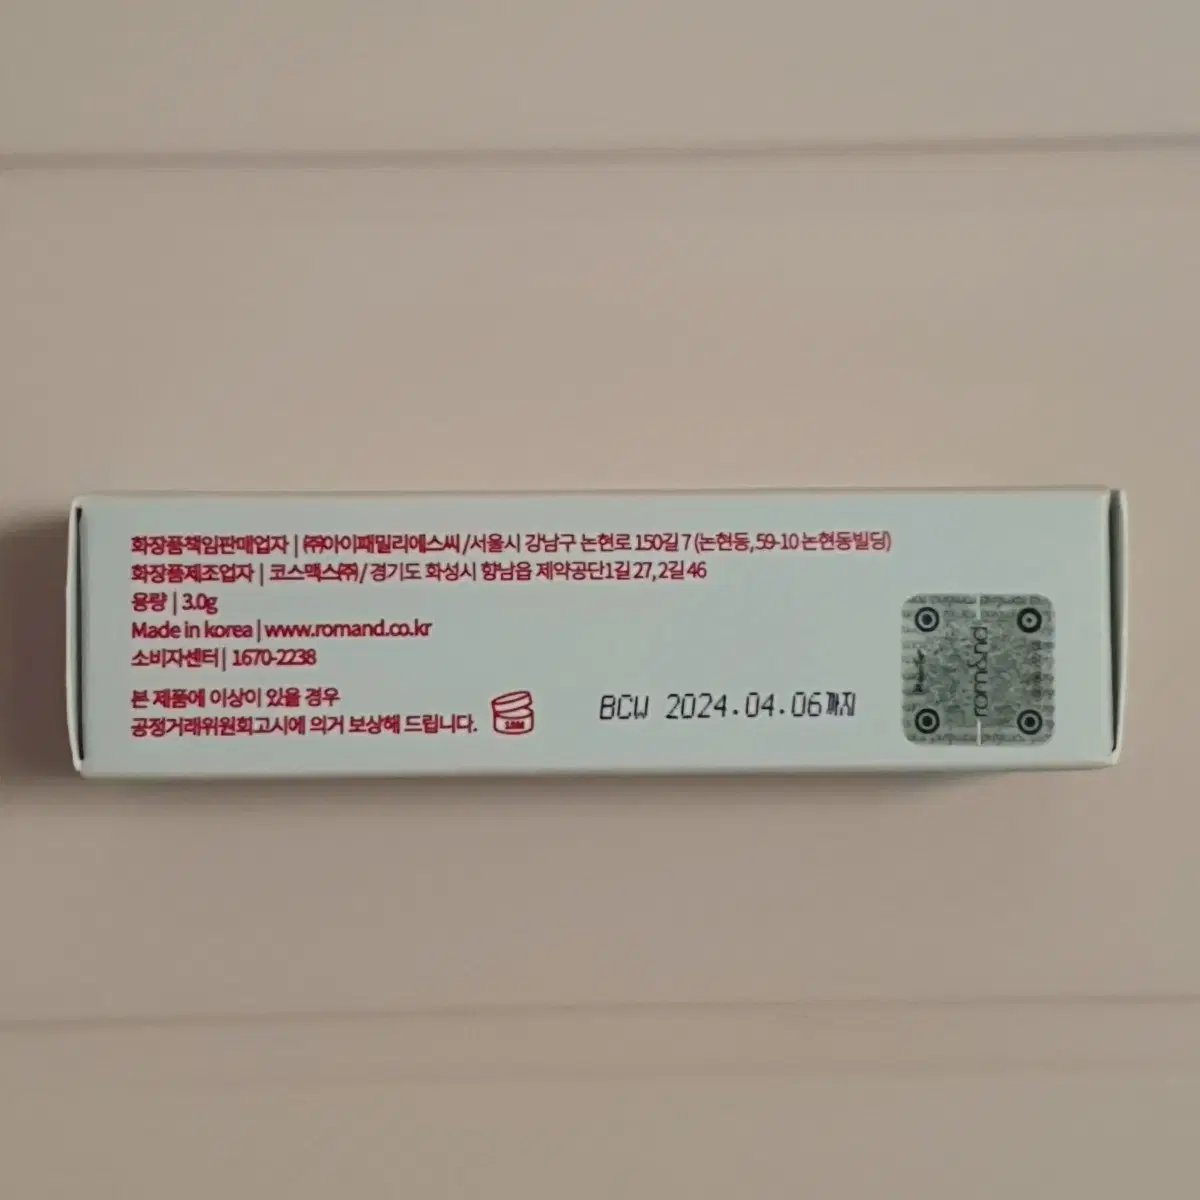 화장품책임판매업자 | ㈜아이패밀리에스씨 / 서울시 강남구 논현로 150길 7 (논현동, 59-10 논현동빌딩)
화장품제조업자 | 코스맥스㈜ / 경기도 화성시 향남읍 제약공단1길 27, 2길 46
용량 | 3.0g
Made in korea | www.romand.co.kr
소비자센터 | 1670-2238
본 제품에 이상이 있을 경우
공정거래위원회고시에 의거 보상해 드립니다.
BCW 2024.04.06까지
rom&nd